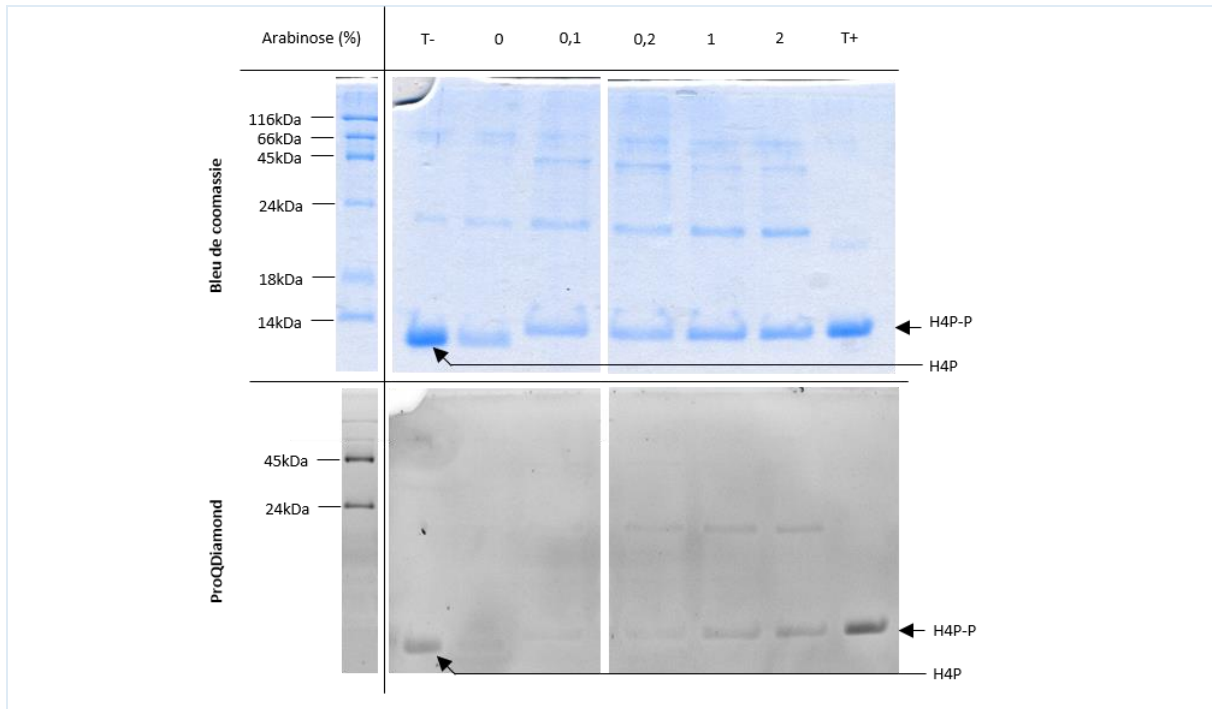 Arabinose (%) T- 0 0,1 0,2 1 2 T+
Bleu de coomassie
116kDa
66kDa
45kDa
24kDa
18kDa
14kDa
H4P-P
H4P
ProQDiamond
45kDa
24kDa
H4P-P
H4P